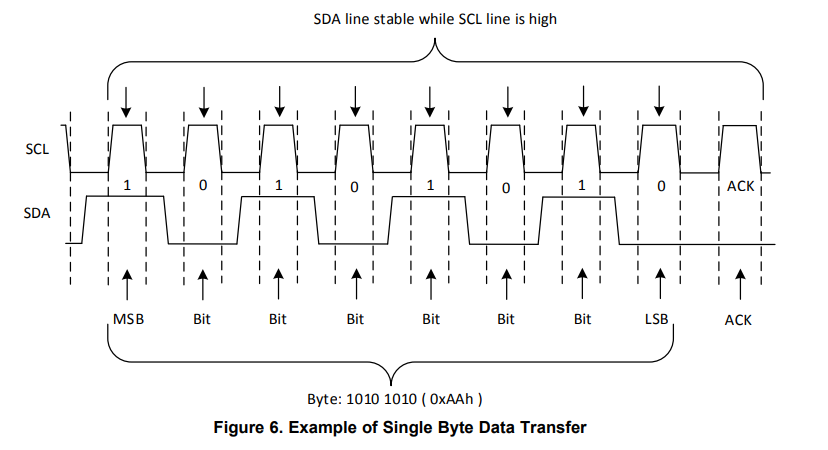 SDA line stable while SCL line is high
SCL
1 0 1 0 1 0 1 0 ACK
SDA
MSB Bit Bit Bit Bit Bit Bit LSB ACK
Byte: 1010 1010 ( 0xAAh )
Figure 6. Example of Single Byte Data Transfer